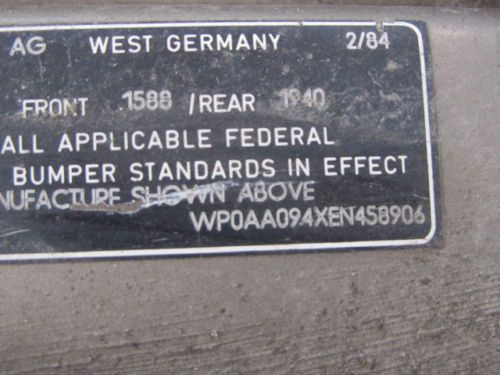 AG WEST GERMANY 2/84
FRONT 1588 /REAR 1940
ALL APPLICABLE FEDERAL
BUMPER STANDARDS IN EFFECT
NUFACTURE SHOWN ABOVE
WP0AA094XEN458906